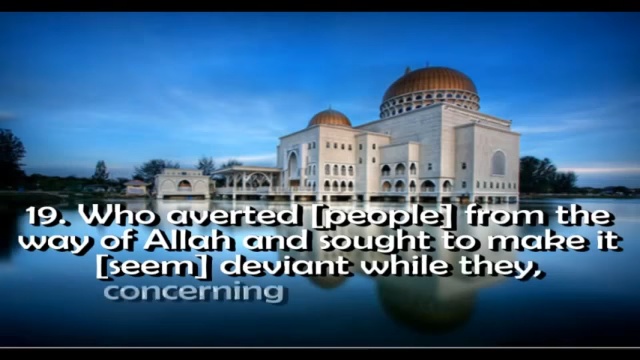 19. Who averted [people] from the
way of Allah and sought to make it
[seem] deviant while they,
concerning